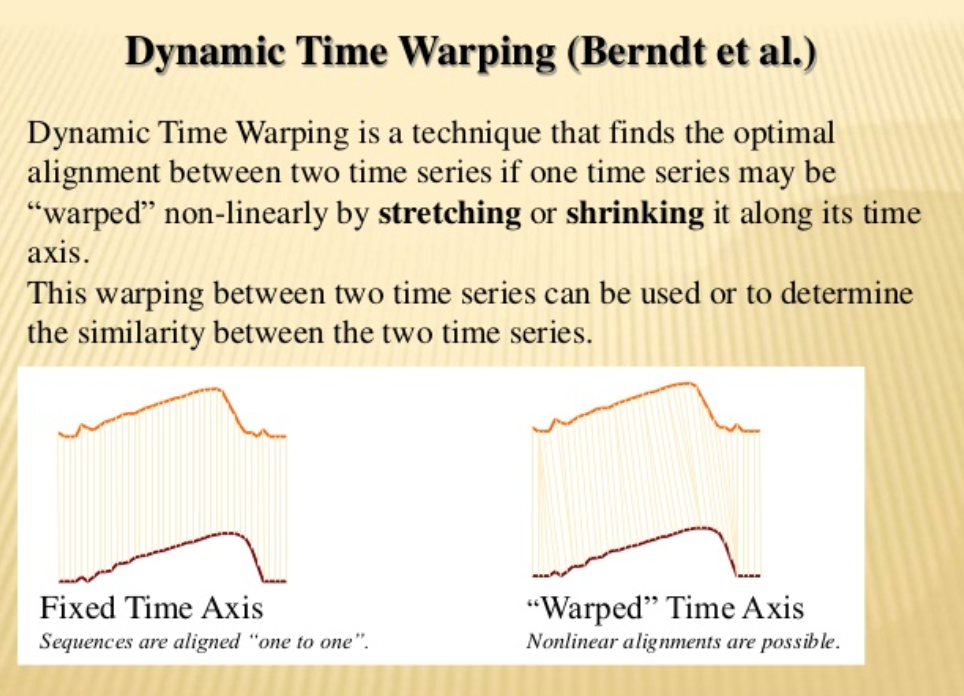 Dynamic Time Warping (Berndt et al.)
Dynamic Time Warping is a technique that finds the optimal
alignment between two time series if one time series may be
“warped” non-linearly by stretching or shrinking it along its time
axis.
This warping between two time series can be used or to determine
the similarity between the two time series.
Fixed Time Axis
Sequences are aligned “one to one”.
“Warped” Time Axis
Nonlinear alignments are possible.